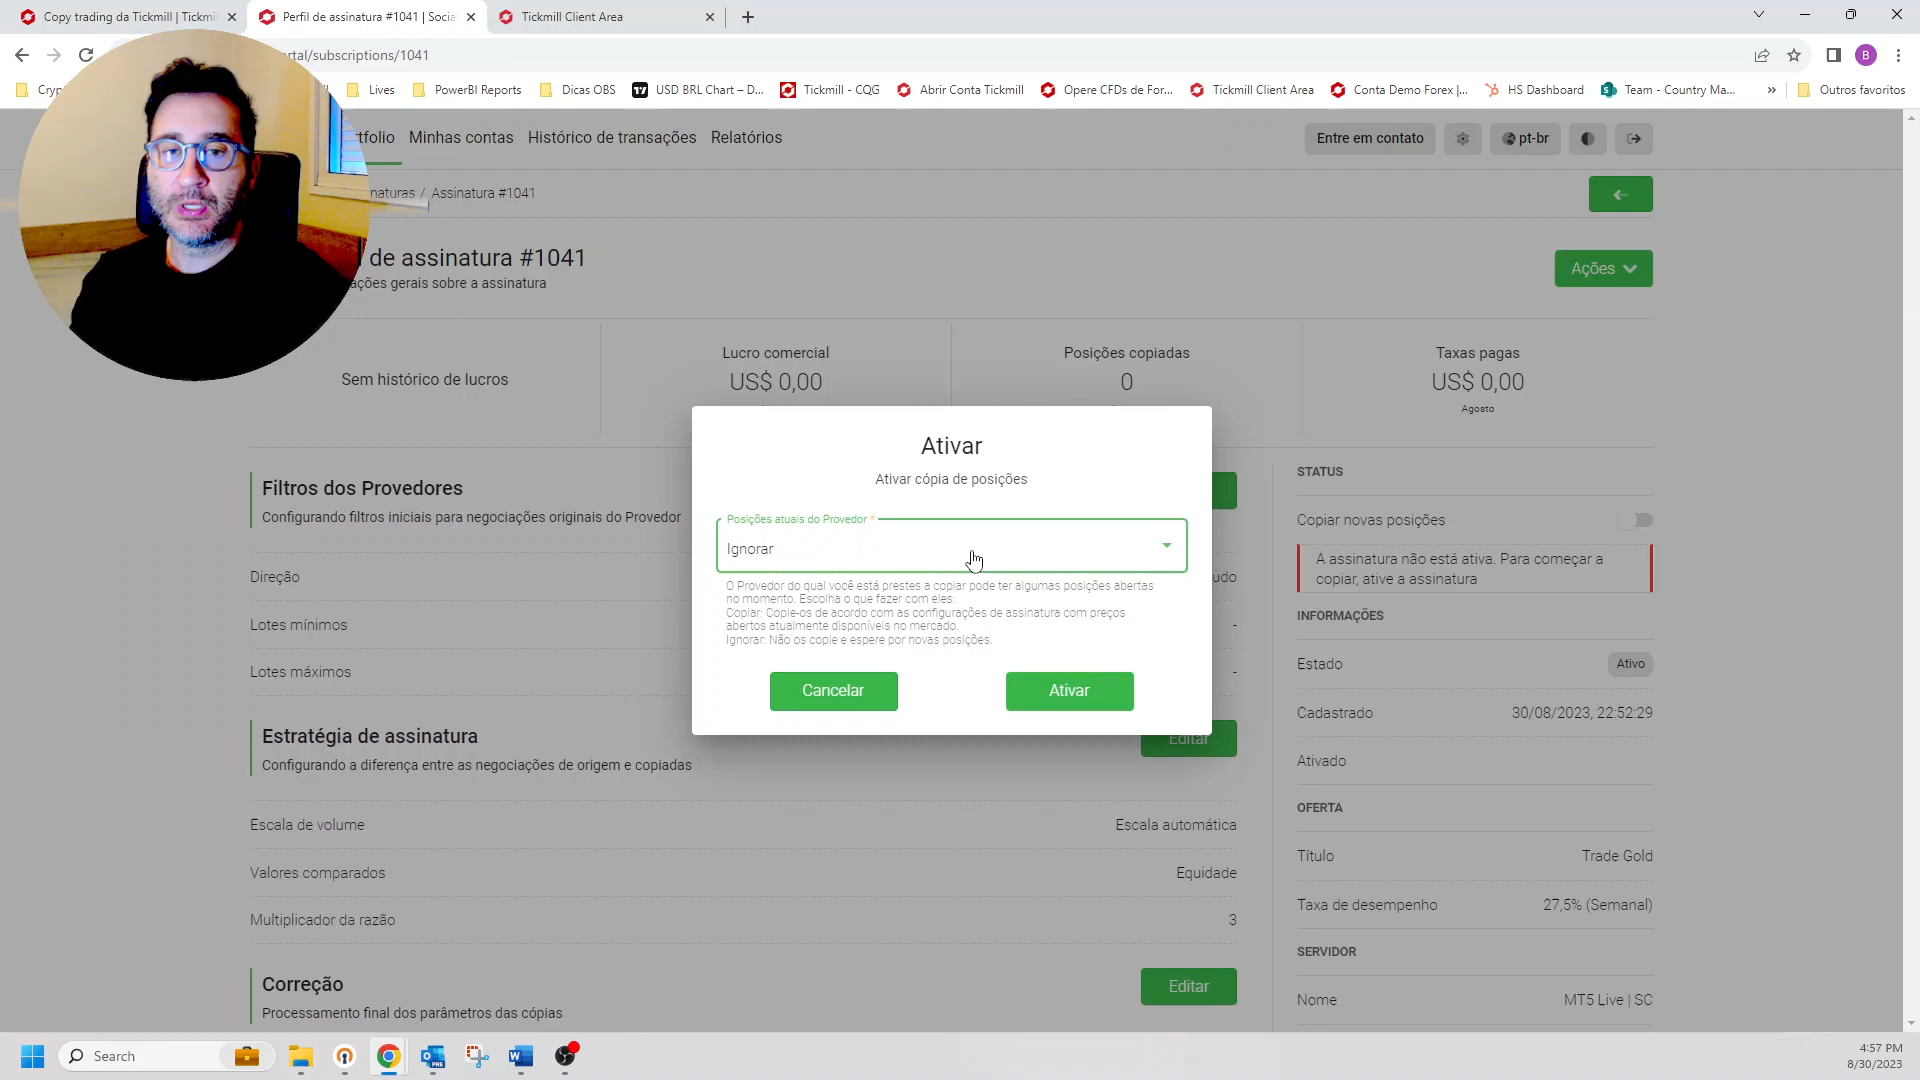 Copy trading da Tickmill | Tickmi
Perfil de assinatura #1041 | Socia
Tickmill Client Area
rtal/subscriptions/1041
B
Lives
PowerBI Reports
Dicas OBS
USD BRL Chart – D...
Tickmill - CQG
Abrir Conta Tickmill
Opere CFDs de For...
Tickmill Client Area
Conta Demo Forex |...
HS Dashboard
Team - Country Ma...
»
Outros favoritos
tfolio
Minhas contas
Histórico de transações
Relatórios
Entre em contato
pt-br
naturas / Assinatura #1041
l de assinatura #1041
ações gerais sobre a assinatura
Ações
Sem histórico de lucros
Lucro comercial
US$ 0,00
Posições copiadas
0
Taxas pagas
US$ 0,00
Agosto
Ativar
Ativar cópia de posições
Posições atuais do Provedor *
Ignorar
O Provedor do qual você está prestes a copiar pode ter algumas posições abertas
no momento. Escolha o que fazer com eles:
Copiar: Copie-os de acordo com as configurações de assinatura com preços
abertos atualmente disponíveis no mercado.
Ignorar: Não os copie e espere por novas posições.
Cancelar
Ativar
Filtros dos Provedores
Configurando filtros iniciais para negociações originais do Provedor
Direção
udo
Lotes mínimos
-
Lotes máximos
-
Estratégia de assinatura
Configurando a diferença entre as negociações de origem e copiadas
Editar
Escala de volume
Escala automática
Valores comparados
Equidade
Multiplicador da razão
3
Correção
Processamento final dos parâmetros das cópias
Editar
STATUS
Copiar novas posições
A assinatura não está ativa. Para começar a
copiar, ative a assinatura
INFORMAÇÕES
Estado
Ativo
Cadastrado
30/08/2023, 22:52:29
Ativado
OFERTA
Título
Trade Gold
Taxa de desempenho
27,5% (Semanal)
SERVIDOR
Nome
MT5 Live | SC
Search
4:57 PM
8/30/2023